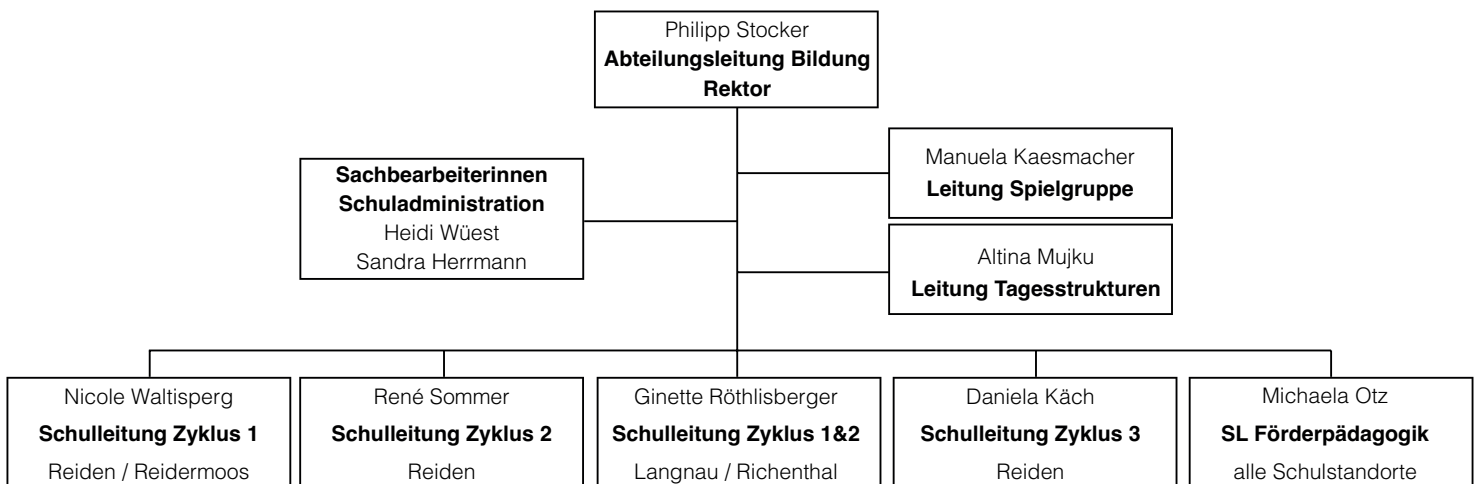 Philipp Stocker
Abteilungsleitung Bildung
Rektor
Sachbearbeiterinnen
Schuladministration
Heidi Wüest
Sandra Herrmann
Manuela Kaesmacher
Leitung Spielgruppe
Altina Mujku
Leitung Tagesstrukturen
Nicole Waltisperg
Schulleitung Zyklus 1
Reiden / Reidermoos
René Sommer
Schulleitung Zyklus 2
Reiden
Ginette Röthlisberger
Schulleitung Zyklus 1&2
Langnau / Richenthal
Daniela Käch
Schulleitung Zyklus 3
Reiden
Michaela Otz
SL Förderpädagogik
alle Schulstandorte